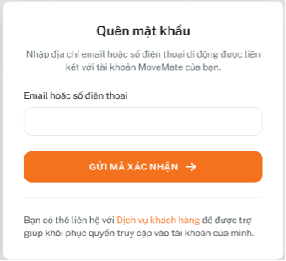 Quên mật khẩu
Nhập địa chỉ email hoặc số điện thoại di động được liên
kết với tài khoản MoveMate của bạn.
Email hoặc số điện thoại
GỬI MÃ XÁC NHẬN →
Bạn có thể liên hệ với Dịch vụ khách hàng để được trợ
giúp khôi phục quyền truy cập vào tài khoản của mình.